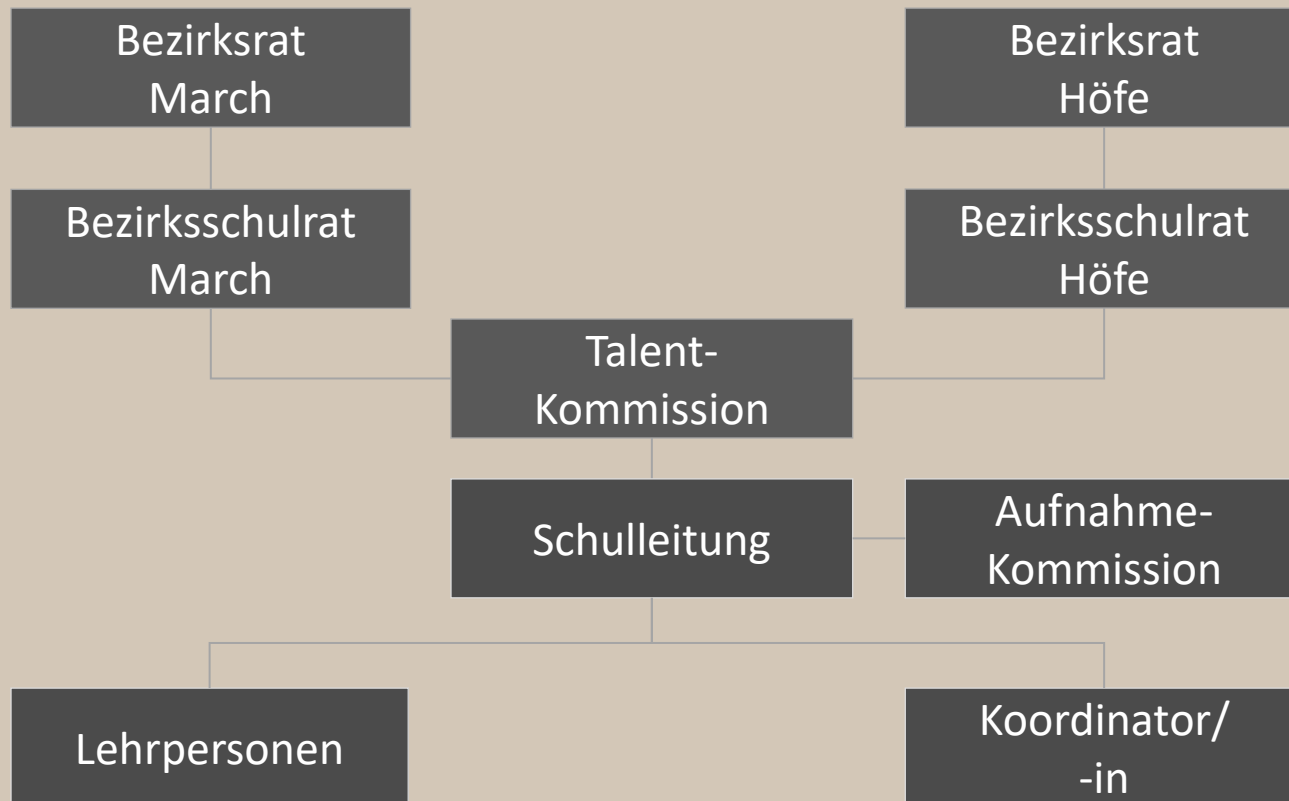 Bezirksrat
March
Bezirksrat
Höfe
Bezirksschulrat
March
Bezirksschulrat
Höfe
Talent-
Kommission
Schulleitung
Aufnahme-
Kommission
Lehrpersonen
Koordinator/
-in